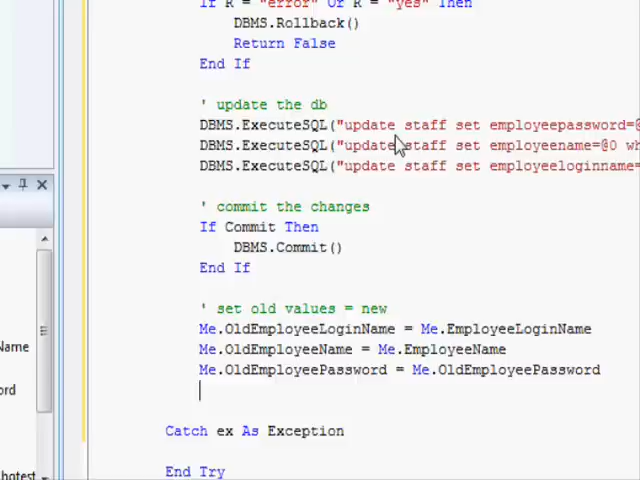 If R = "error" Or R = "yes" Then
DBMS.Rollback()
Return False
End If
' update the db
DBMS.ExecuteSQL("update staff set employeepassword=@
DBMS.ExecuteSQL("update staff set employeename=@0 wh
DBMS.ExecuteSQL("update staff set employeeloginname=
' commit the changes
If Commit Then
DBMS.Commit()
End If
' set old values = new
Me.OldEmployeeLoginName = Me.EmployeeLoginName
Name
Me.OldEmployeeName = Me.EmployeeName
Me.OldEmployeePassword = Me.OldEmployeePassword
ord
Catch ex As Exception
End Try
hqtest